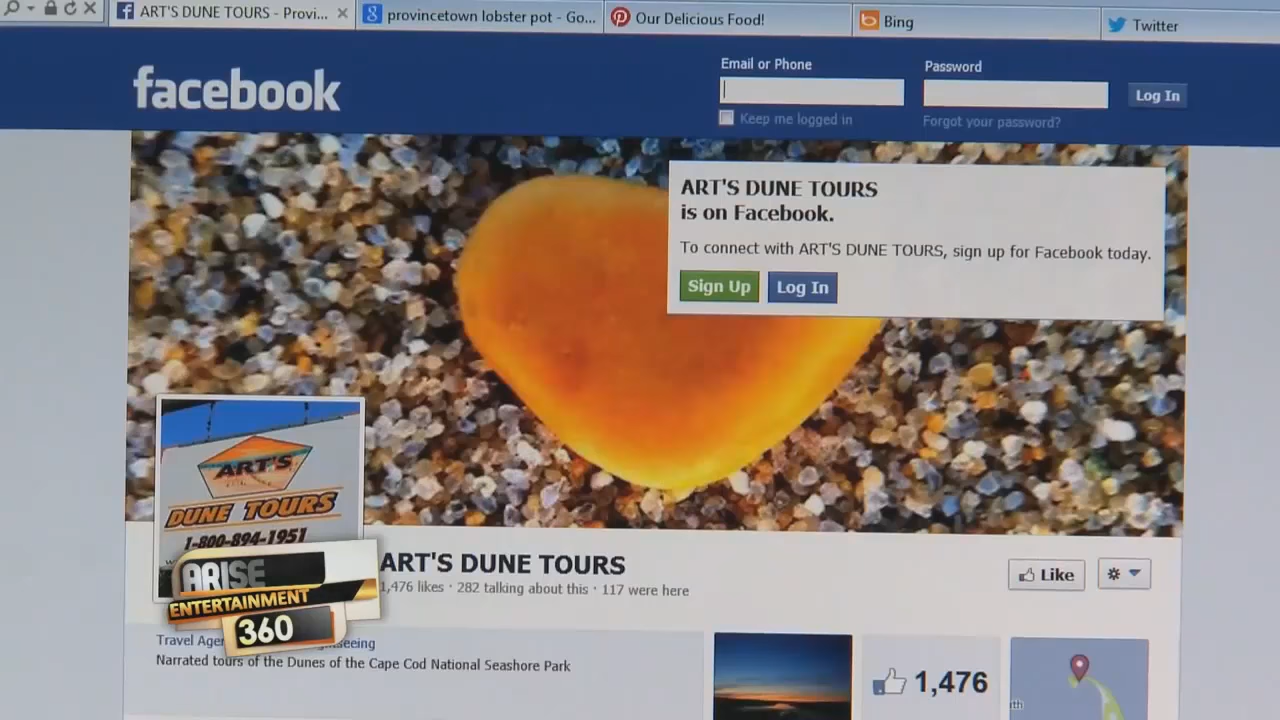 ART'S DUNE TOURS - Provi...
provincetown lobster pot - Go...
Our Delicious Food!
Bing
Twitter
facebook
Email or Phone
Password
Log In
Keep me logged in
Forgot your password?
ART'S DUNE TOURS
is on Facebook.
To connect with ART'S DUNE TOURS, sign up for Facebook today.
Sign Up
Log In
ART'S
DUNE TOURS
1-800-894-1951
ARISE
ENTERTAINMENT
360
ART'S DUNE TOURS
1,476 likes · 282 talking about this · 117 were here
Like
Travel Agen
seeing
Narrated tours of the Dunes of the Cape Cod National Seashore Park
1,476